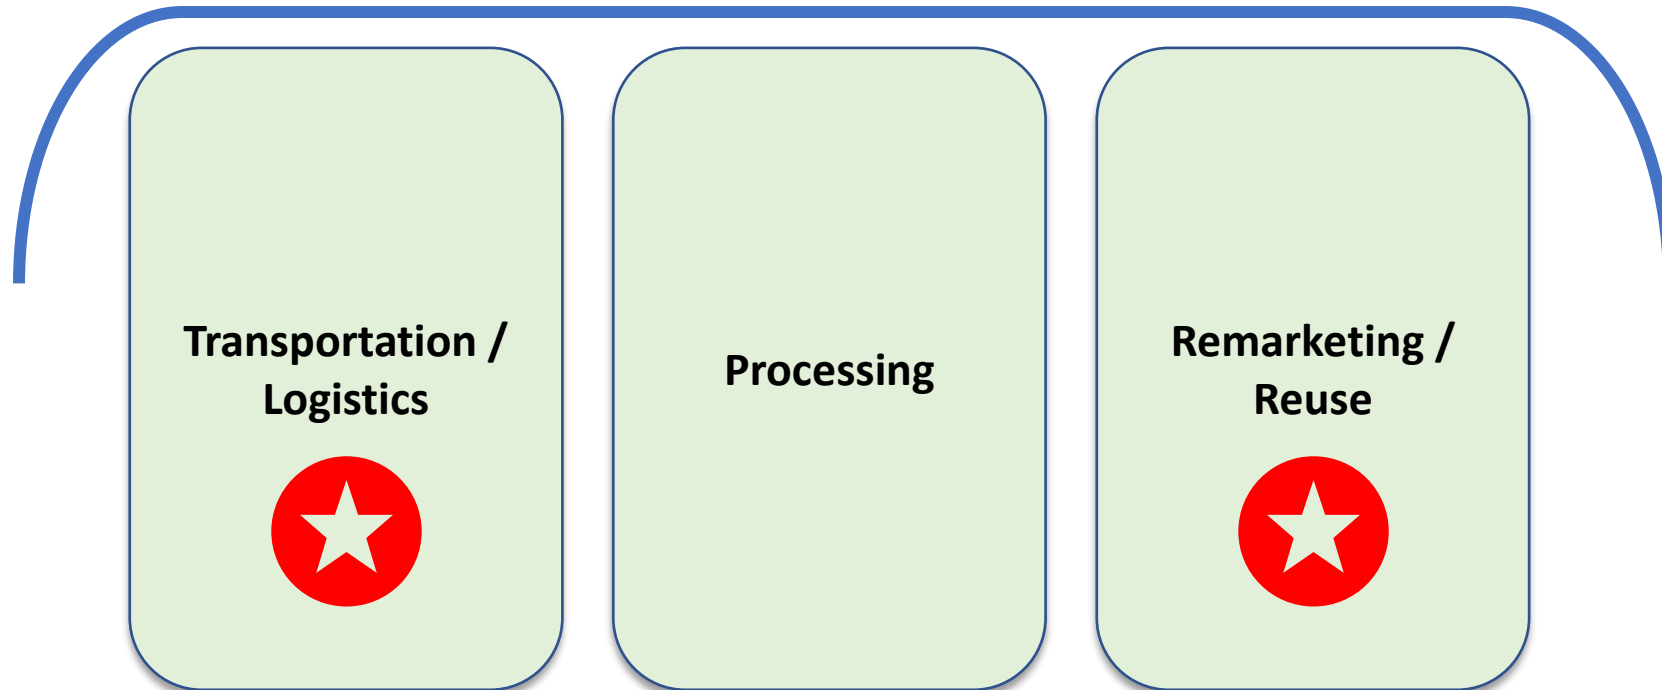 Transportation /
Logistics
Processing
Remarketing /
Reuse